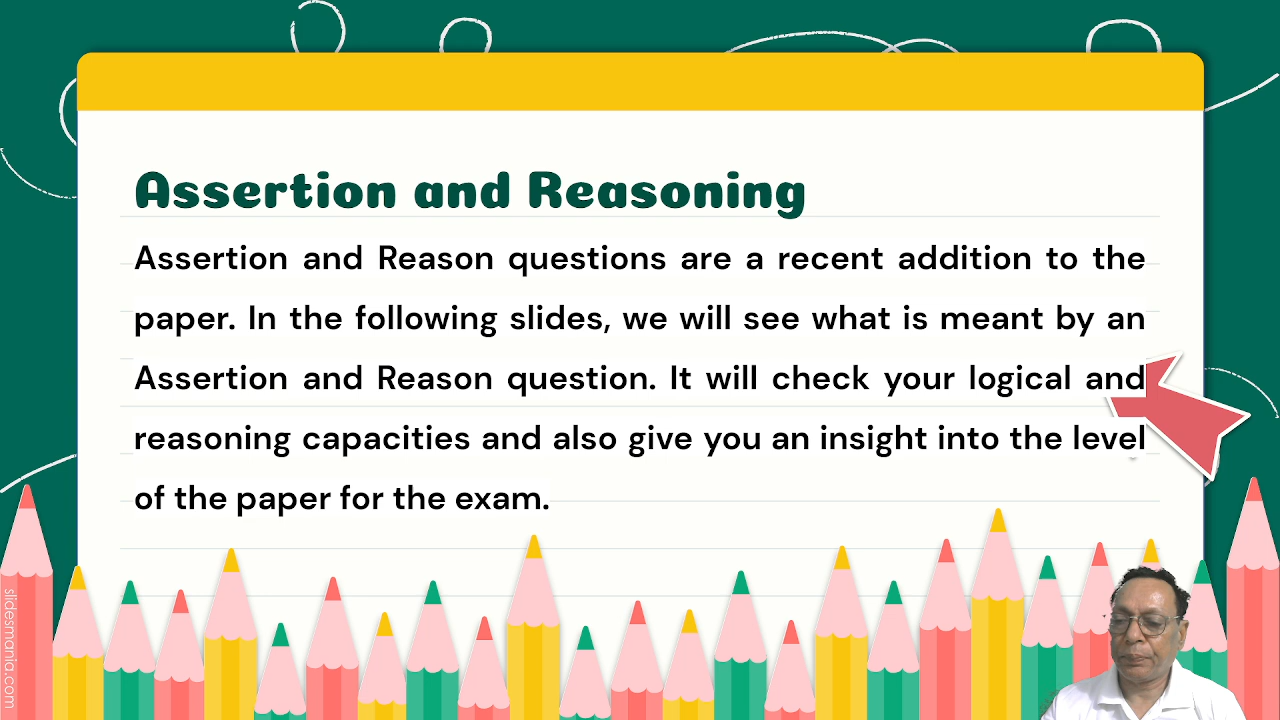 Assertion and Reasoning
Assertion and Reason questions are a recent addition to the
paper. In the following slides, we will see what is meant by an
Assertion and Reason question. It will check your logical and
reasoning capacities and also give you an insight into the level
of the paper for the exam.
slidesmania.com